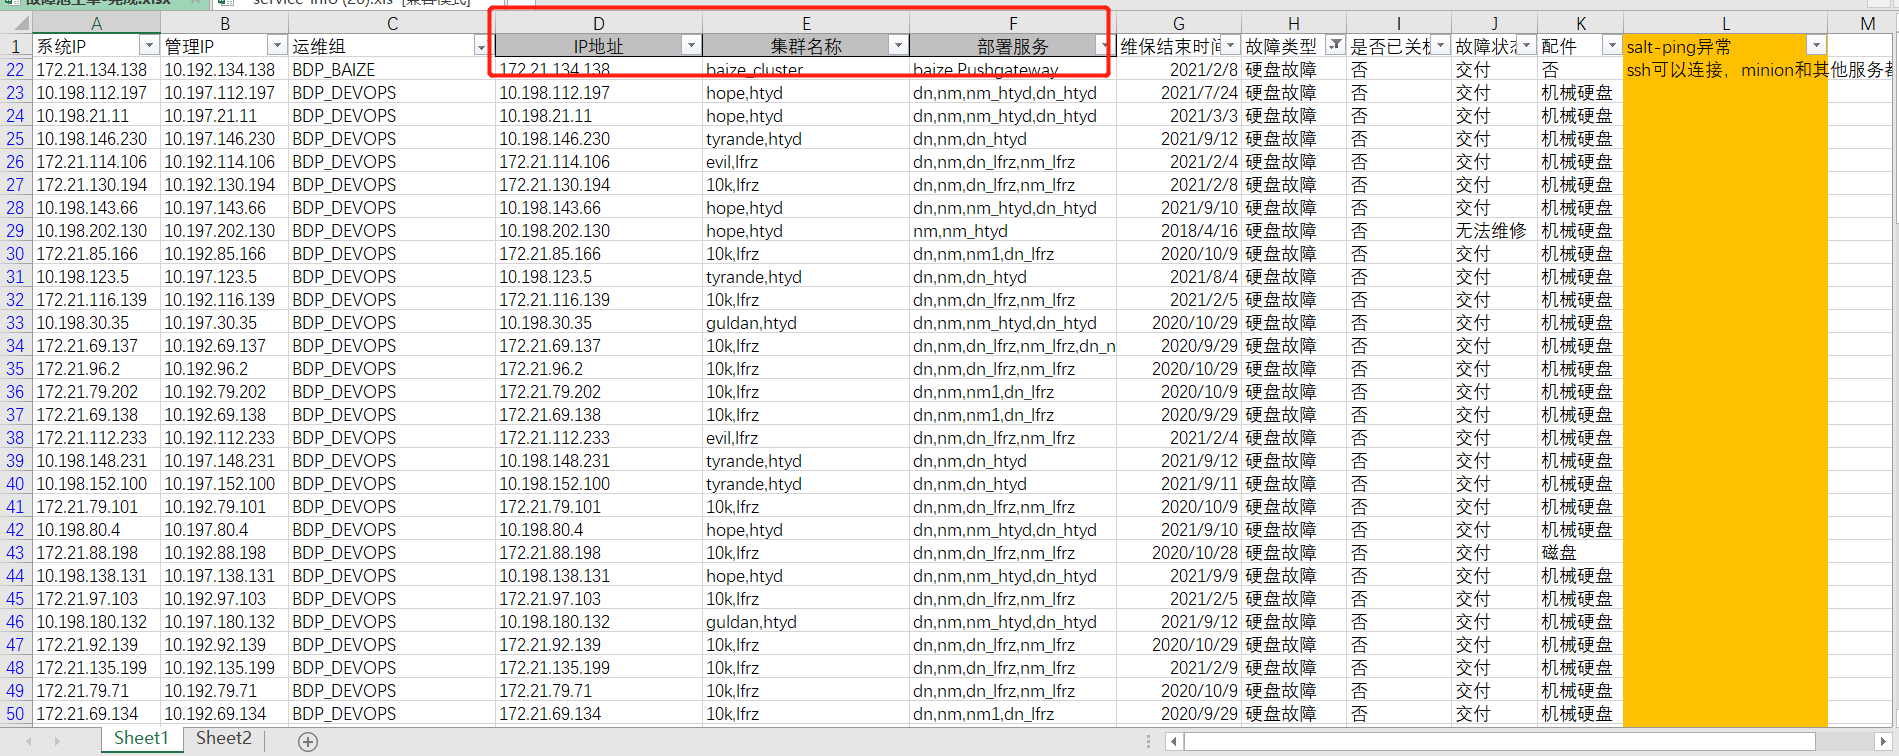 service-info (20).xls [兼容模式]
A B C D E F G H I J K L M
1 系统IP 管理IP 运维组 IP地址 集群名称 部署服务 维保结束时间 故障类型 是否已关机 故障状态 配件 salt-ping异常
22 172.21.134.138 10.192.134.138 BDP_BAIZE 172.21.134.138 baize_cluster baize,Pushgateway 2021/2/8 硬盘故障 否 交付 否 ssh可以连接，minion和其他服务都
23 10.198.112.197 10.197.112.197 BDP_DEVOPS 10.198.112.197 hope,htyd dn,nm,nm_htyd,dn_htyd 2021/7/24 硬盘故障 否 交付 机械硬盘
24 10.198.21.11 10.197.21.11 BDP_DEVOPS 10.198.21.11 hope,htyd dn,nm,nm_htyd,dn_htyd 2021/3/3 硬盘故障 否 交付 机械硬盘
25 10.198.146.230 10.197.146.230 BDP_DEVOPS 10.198.146.230 tyrande,htyd dn,nm,dn_htyd 2021/9/12 硬盘故障 否 交付 机械硬盘
26 172.21.114.106 10.192.114.106 BDP_DEVOPS 172.21.114.106 evil,lfrz dn,nm,dn_lfrz,nm_lfrz 2021/2/4 硬盘故障 否 交付 机械硬盘
27 172.21.130.194 10.192.130.194 BDP_DEVOPS 172.21.130.194 10k,lfrz dn,nm,dn_lfrz,nm_lfrz 2021/2/8 硬盘故障 否 交付 机械硬盘
28 10.198.143.66 10.197.143.66 BDP_DEVOPS 10.198.143.66 hope,htyd dn,nm,nm_htyd,dn_htyd 2021/9/10 硬盘故障 否 交付 机械硬盘
29 10.198.202.130 10.197.202.130 BDP_DEVOPS 10.198.202.130 hope,htyd nm,nm_htyd 2018/4/16 硬盘故障 否 无法维修 机械硬盘
30 172.21.85.166 10.192.85.166 BDP_DEVOPS 172.21.85.166 10k,lfrz dn,nm,nm1,dn_lfrz 2020/10/9 硬盘故障 否 交付 机械硬盘
31 10.198.123.5 10.197.123.5 BDP_DEVOPS 10.198.123.5 tyrande,htyd dn,nm,dn_htyd 2021/8/4 硬盘故障 否 交付 机械硬盘
32 172.21.116.139 10.192.116.139 BDP_DEVOPS 172.21.116.139 10k,lfrz dn,nm,dn_lfrz,nm_lfrz 2021/2/5 硬盘故障 否 交付 机械硬盘
33 10.198.30.35 10.197.30.35 BDP_DEVOPS 10.198.30.35 guldan,htyd dn,nm,nm_htyd,dn_htyd 2020/10/29 硬盘故障 否 交付 机械硬盘
34 172.21.69.137 10.192.69.137 BDP_DEVOPS 172.21.69.137 10k,lfrz dn,nm,dn_lfrz,nm_lfrz,dn_n 2020/9/29 硬盘故障 否 交付 机械硬盘
35 172.21.96.2 10.192.96.2 BDP_DEVOPS 172.21.96.2 10k,lfrz dn,nm,dn_lfrz,nm_lfrz 2020/10/29 硬盘故障 否 交付 机械硬盘
36 172.21.79.202 10.192.79.202 BDP_DEVOPS 172.21.79.202 10k,lfrz dn,nm,nm1,dn_lfrz 2020/10/9 硬盘故障 否 交付 机械硬盘
37 172.21.69.138 10.192.69.138 BDP_DEVOPS 172.21.69.138 10k,lfrz dn,nm,nm1,dn_lfrz 2020/9/29 硬盘故障 否 交付 机械硬盘
38 172.21.112.233 10.192.112.233 BDP_DEVOPS 172.21.112.233 evil,lfrz dn,nm,dn_lfrz,nm_lfrz 2021/2/4 硬盘故障 否 交付 机械硬盘
39 10.198.148.231 10.197.148.231 BDP_DEVOPS 10.198.148.231 tyrande,htyd dn,nm,dn_htyd 2021/9/12 硬盘故障 否 交付 机械硬盘
40 10.198.152.100 10.197.152.100 BDP_DEVOPS 10.198.152.100 tyrande,htyd dn,nm,dn_htyd 2021/9/11 硬盘故障 否 交付 机械硬盘
41 172.21.79.101 10.192.79.101 BDP_DEVOPS 172.21.79.101 10k,lfrz dn,nm,dn_lfrz,nm_lfrz 2020/10/9 硬盘故障 否 交付 机械硬盘
42 10.198.80.4 10.197.80.4 BDP_DEVOPS 10.198.80.4 hope,htyd dn,nm,nm_htyd,dn_htyd 2021/9/10 硬盘故障 否 交付 机械硬盘
43 172.21.88.198 10.192.88.198 BDP_DEVOPS 172.21.88.198 10k,lfrz dn,nm,dn_lfrz,nm_lfrz 2020/10/28 硬盘故障 否 交付 磁盘
44 10.198.138.131 10.197.138.131 BDP_DEVOPS 10.198.138.131 hope,htyd dn,nm,nm_htyd,dn_htyd 2021/9/9 硬盘故障 否 交付 机械硬盘
45 172.21.97.103 10.192.97.103 BDP_DEVOPS 172.21.97.103 10k,lfrz dn,nm,dn_lfrz,nm_lfrz 2021/2/5 硬盘故障 否 交付 机械硬盘
46 10.198.180.132 10.197.180.132 BDP_DEVOPS 10.198.180.132 guldan,htyd dn,nm,nm_htyd,dn_htyd 2021/9/12 硬盘故障 否 交付 机械硬盘
47 172.21.92.139 10.192.92.139 BDP_DEVOPS 172.21.92.139 10k,lfrz dn,nm,dn_lfrz,nm_lfrz 2020/10/29 硬盘故障 否 交付 机械硬盘
48 172.21.135.199 10.192.135.199 BDP_DEVOPS 172.21.135.199 10k,lfrz dn,nm,dn_lfrz,nm_lfrz 2021/2/9 硬盘故障 否 交付 机械硬盘
49 172.21.79.71 10.192.79.71 BDP_DEVOPS 172.21.79.71 10k,lfrz dn,nm,dn_lfrz,nm_lfrz 2020/10/9 硬盘故障 否 交付 机械硬盘
50 172.21.69.134 10.192.69.134 BDP_DEVOPS 172.21.69.134 10k,lfrz dn,nm,nm1,dn_lfrz 2020/9/29 硬盘故障 否 交付 机械硬盘
Sheet1 Sheet2